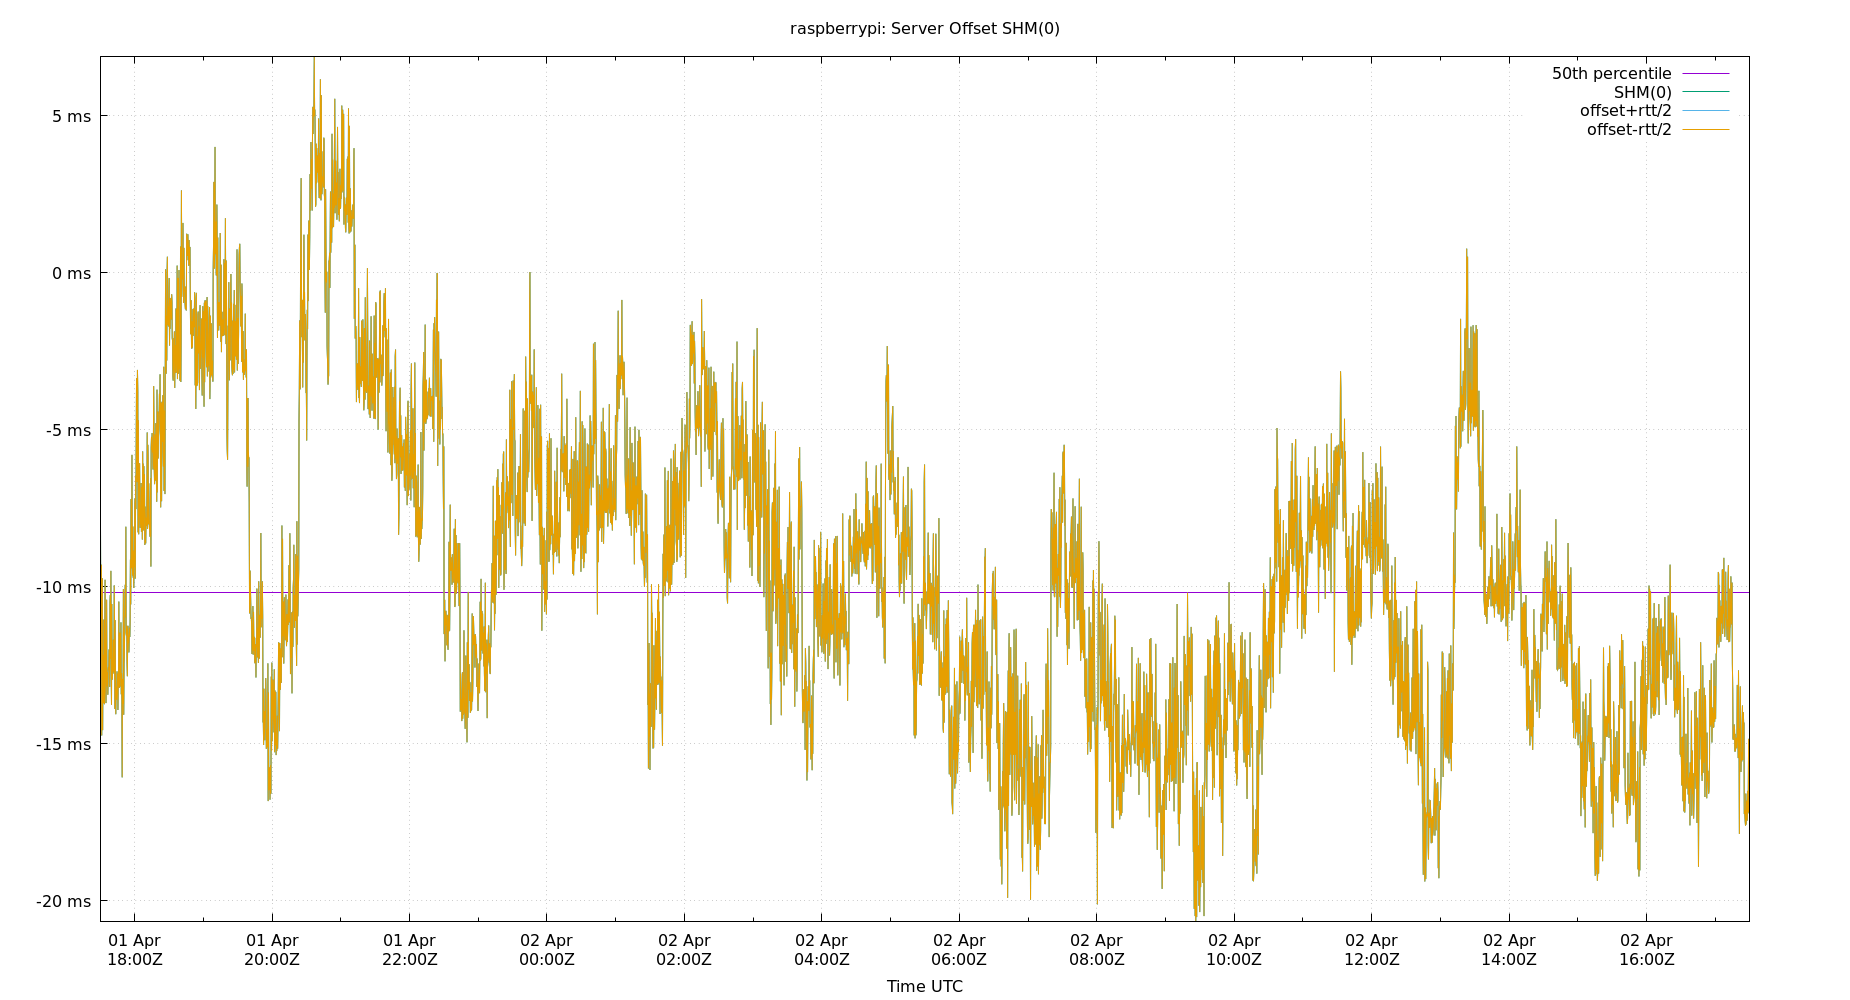 raspberrypi: Server Offset SHM(0)
50th percentile
SHM(0)
offset+rtt/2
offset-rtt/2
5 ms
0 ms
-5 ms
-10 ms
-15 ms
-20 ms
01 Apr 01 Apr 01 Apr 02 Apr 02 Apr 02 Apr 02 Apr 02 Apr 02 Apr 02 Apr 02 Apr 02 Apr
18:00Z 20:00Z 22:00Z 00:00Z 02:00Z 04:00Z 06:00Z 08:00Z 10:00Z 12:00Z 14:00Z 16:00Z
Time UTC